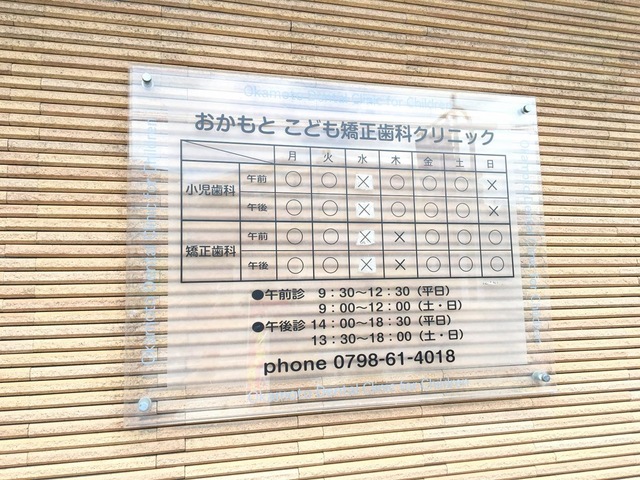 おかもと こども矯正歯科クリニック
月 火 水 木 金 土 日
小児歯科 午前 ○ ○ × ○ ○ ○ ×
午後 ○ ○ × ○ ○ ○ ×
矯正歯科 午前 ○ ○ × × ○ ○ ○
午後 ○ ○ × × ○ ○ ○
●午前診 9:30〜12:30（平日）
9:00〜12:00（土・日）
●午後診 14:00〜18:30（平日）
13:30〜18:00（土・日）
phone 0798-61-4018